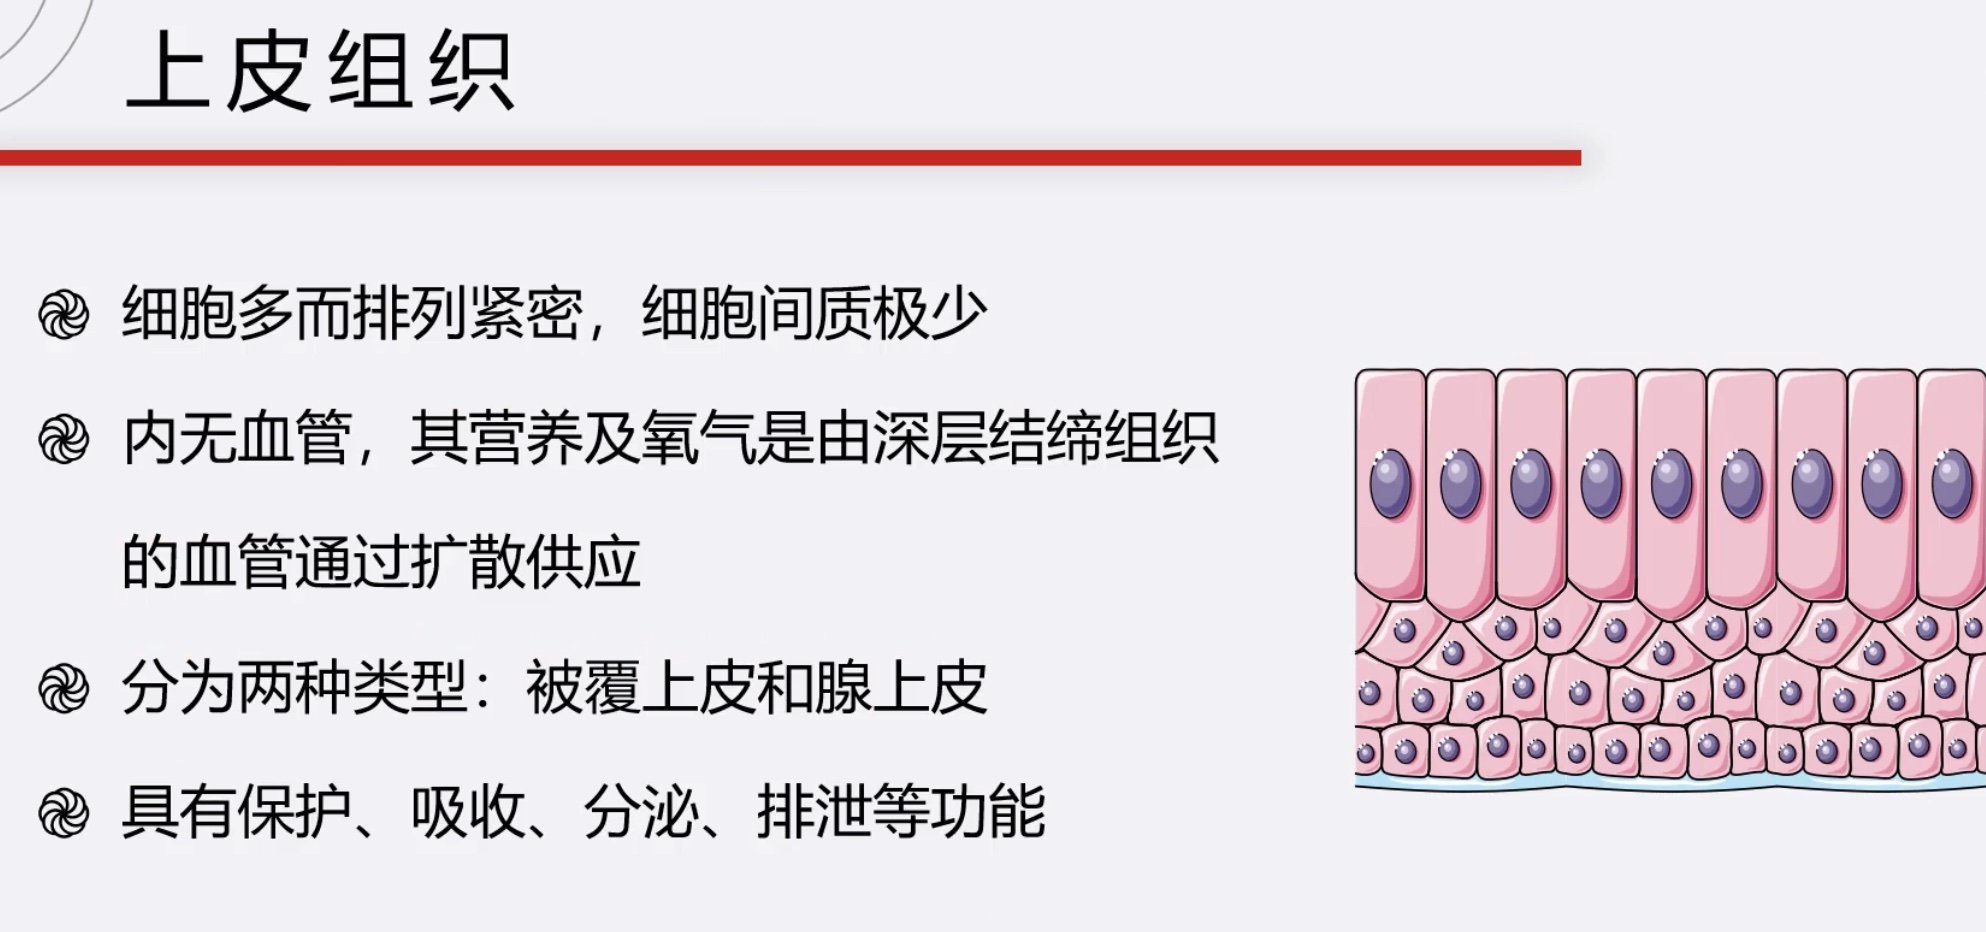 上皮组织
细胞多而排列紧密，细胞间质极少
内无血管，其营养及氧气是由深层结缔组织
的血管通过扩散供应
分为两种类型：被覆上皮和腺上皮
具有保护、吸收、分泌、排泄等功能